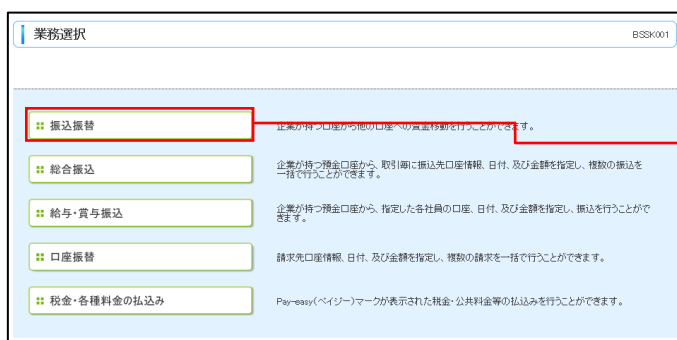 業務選択
BSSK001
振込振替
企業が持つ口座から他の口座への資金移動を行うことができます。
総合振込
企業が持つ預金口座から、取引毎に振込先口座情報、日付、及び金額を指定し、複数の振込を
一括で行うことができます。
給与・賞与振込
企業が持つ預金口座から、指定した各社員の口座、日付、及び金額を指定し、振込を行うことがで
きます。
口座振替
請求先口座情報、日付、及び金額を指定し、複数の請求を一括で行うことができます。
税金・各種料金の払込み
Pay-easy(ペイジー)マークが表示された税金・公共料金等の払込みを行うことができます。